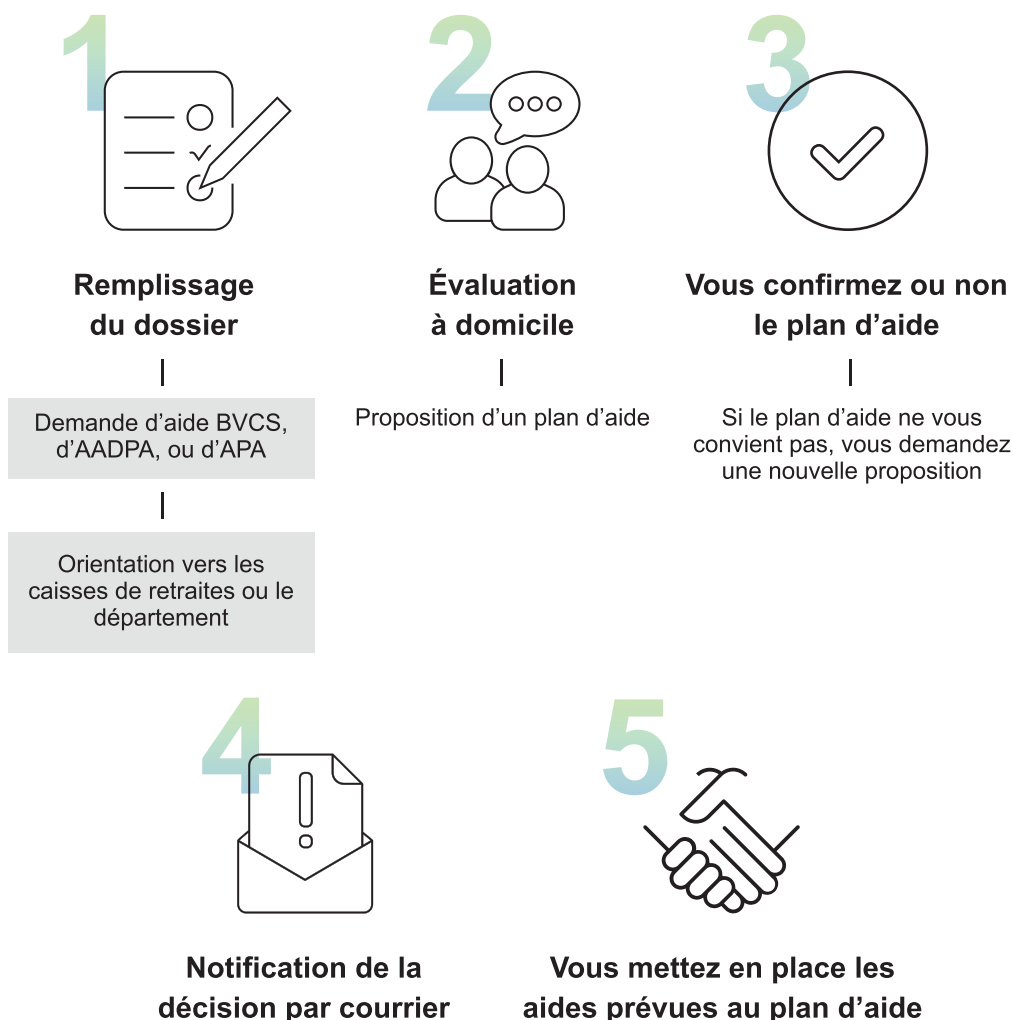 1
Remplissage
du dossier
Demande d’aide BVCS,
d’AADPA, ou d’APA
Orientation vers les
caisses de retraites ou le
département
2
Évaluation
à domicile
Proposition d’un plan d’aide
3
Vous confirmez ou non
le plan d’aide
Si le plan d’aide ne vous
convient pas, vous demandez
une nouvelle proposition
4
Notification de la
décision par courrier
5
Vous mettez en place les
aides prévues au plan d’aide